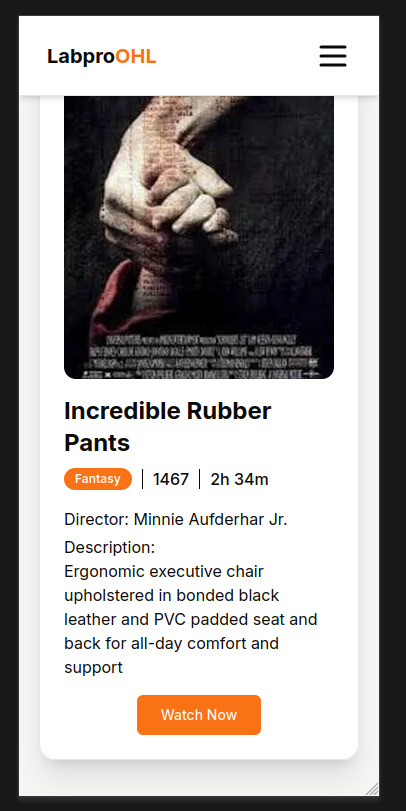 LabproOHL
Incredible Rubber
Pants
Fantasy
1467
2h 34m
Director: Minnie Aufderhar Jr.
Description:
Ergonomic executive chair
upholstered in bonded black
leather and PVC padded seat and
back for all-day comfort and
support
Watch Now